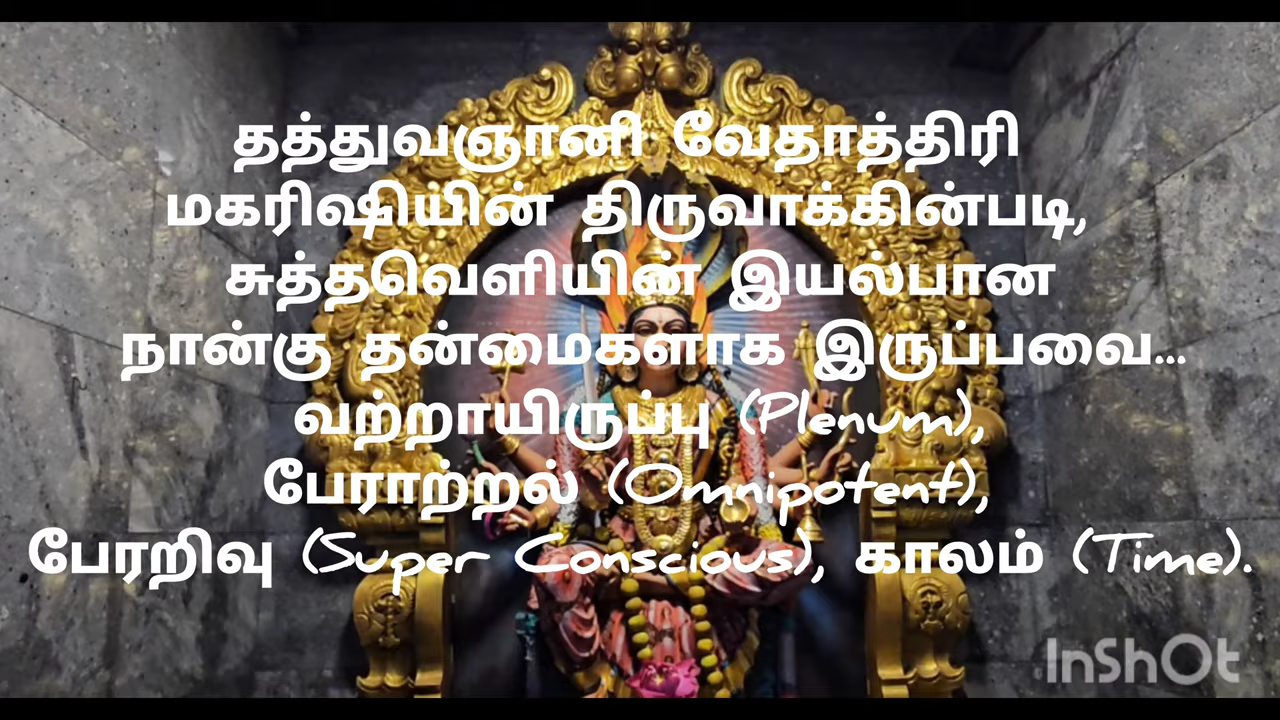 தத்துவஞானி வேதாத்திரி
மகரிஷியின் திருவாக்கின்படி,
சுத்தவெளியின் இயல்பான
நான்கு தன்மைகளாக இருப்பவை...
வற்றாயிருப்பு (Plenum),
பேராற்றல் (Omnipotent),
பேரறிவு (Super Conscious), காலம் (Time).
InShOt